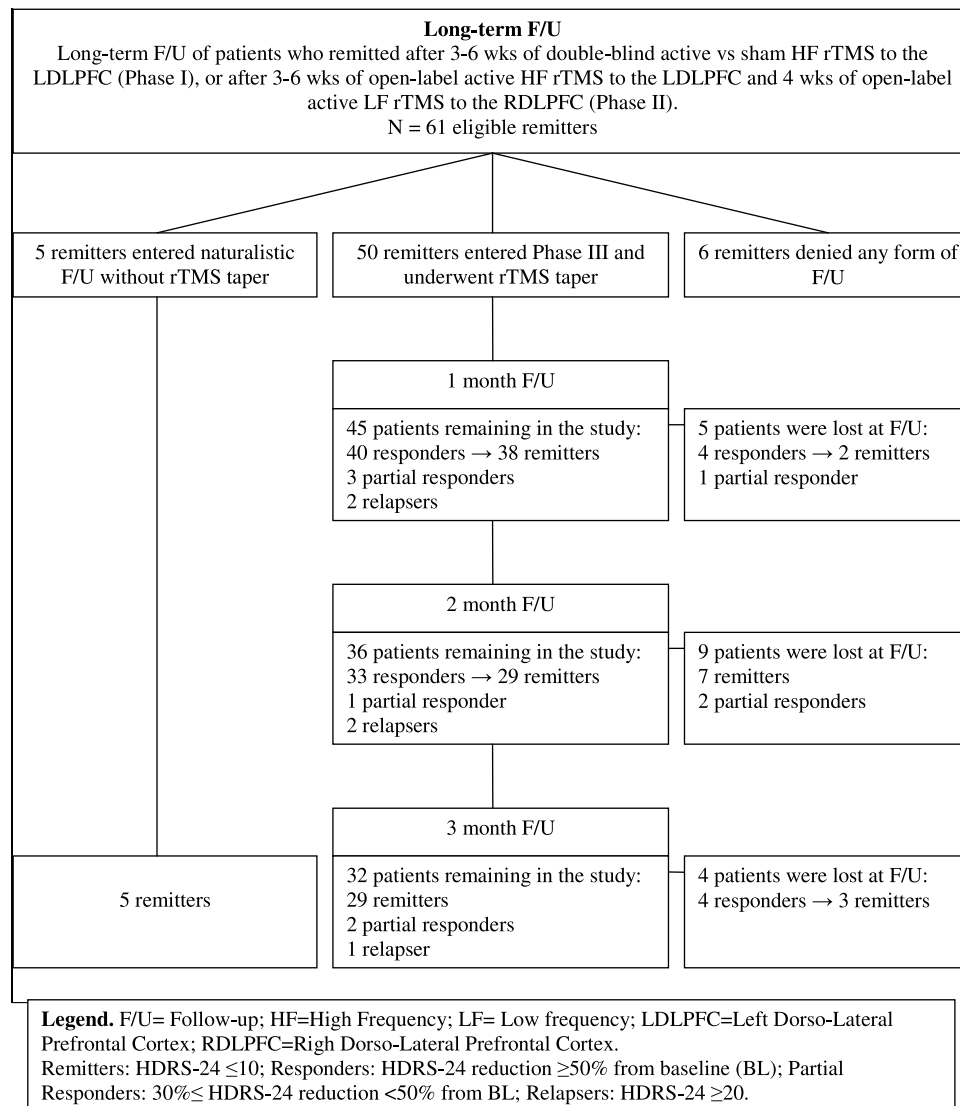 Long-term F/U
Long-term F/U of patients who remitted after 3-6 wks of double-blind active vs sham HF rTMS to the
LDLPFC (Phase I), or after 3-6 wks of open-label active HF rTMS to the LDLPFC and 4 wks of open-label
active LF rTMS to the RDLPFC (Phase II).
N = 61 eligible remitters
5 remitters entered naturalistic
F/U without rTMS taper
50 remitters entered Phase III and
underwent rTMS taper
6 remitters denied any form of
F/U
1 month F/U
45 patients remaining in the study:
40 responders → 38 remitters
3 partial responders
2 relapsers
5 patients were lost at F/U:
4 responders → 2 remitters
1 partial responder
2 month F/U
36 patients remaining in the study:
33 responders → 29 remitters
1 partial responder
2 relapsers
9 patients were lost at F/U:
7 remitters
2 partial responders
3 month F/U
5 remitters
32 patients remaining in the study:
29 remitters
2 partial responders
1 relapser
4 patients were lost at F/U:
4 responders → 3 remitters
Legend. F/U= Follow-up; HF=High Frequency; LF= Low frequency; LDLPFC=Left Dorso-Lateral
Prefrontal Cortex; RDLPFC=Righ Dorso-Lateral Prefrontal Cortex.
Remitters: HDRS-24 ≤10; Responders: HDRS-24 reduction ≥50% from baseline (BL); Partial
Responders: 30%≤ HDRS-24 reduction <50% from BL; Relapsers: HDRS-24 ≥20.